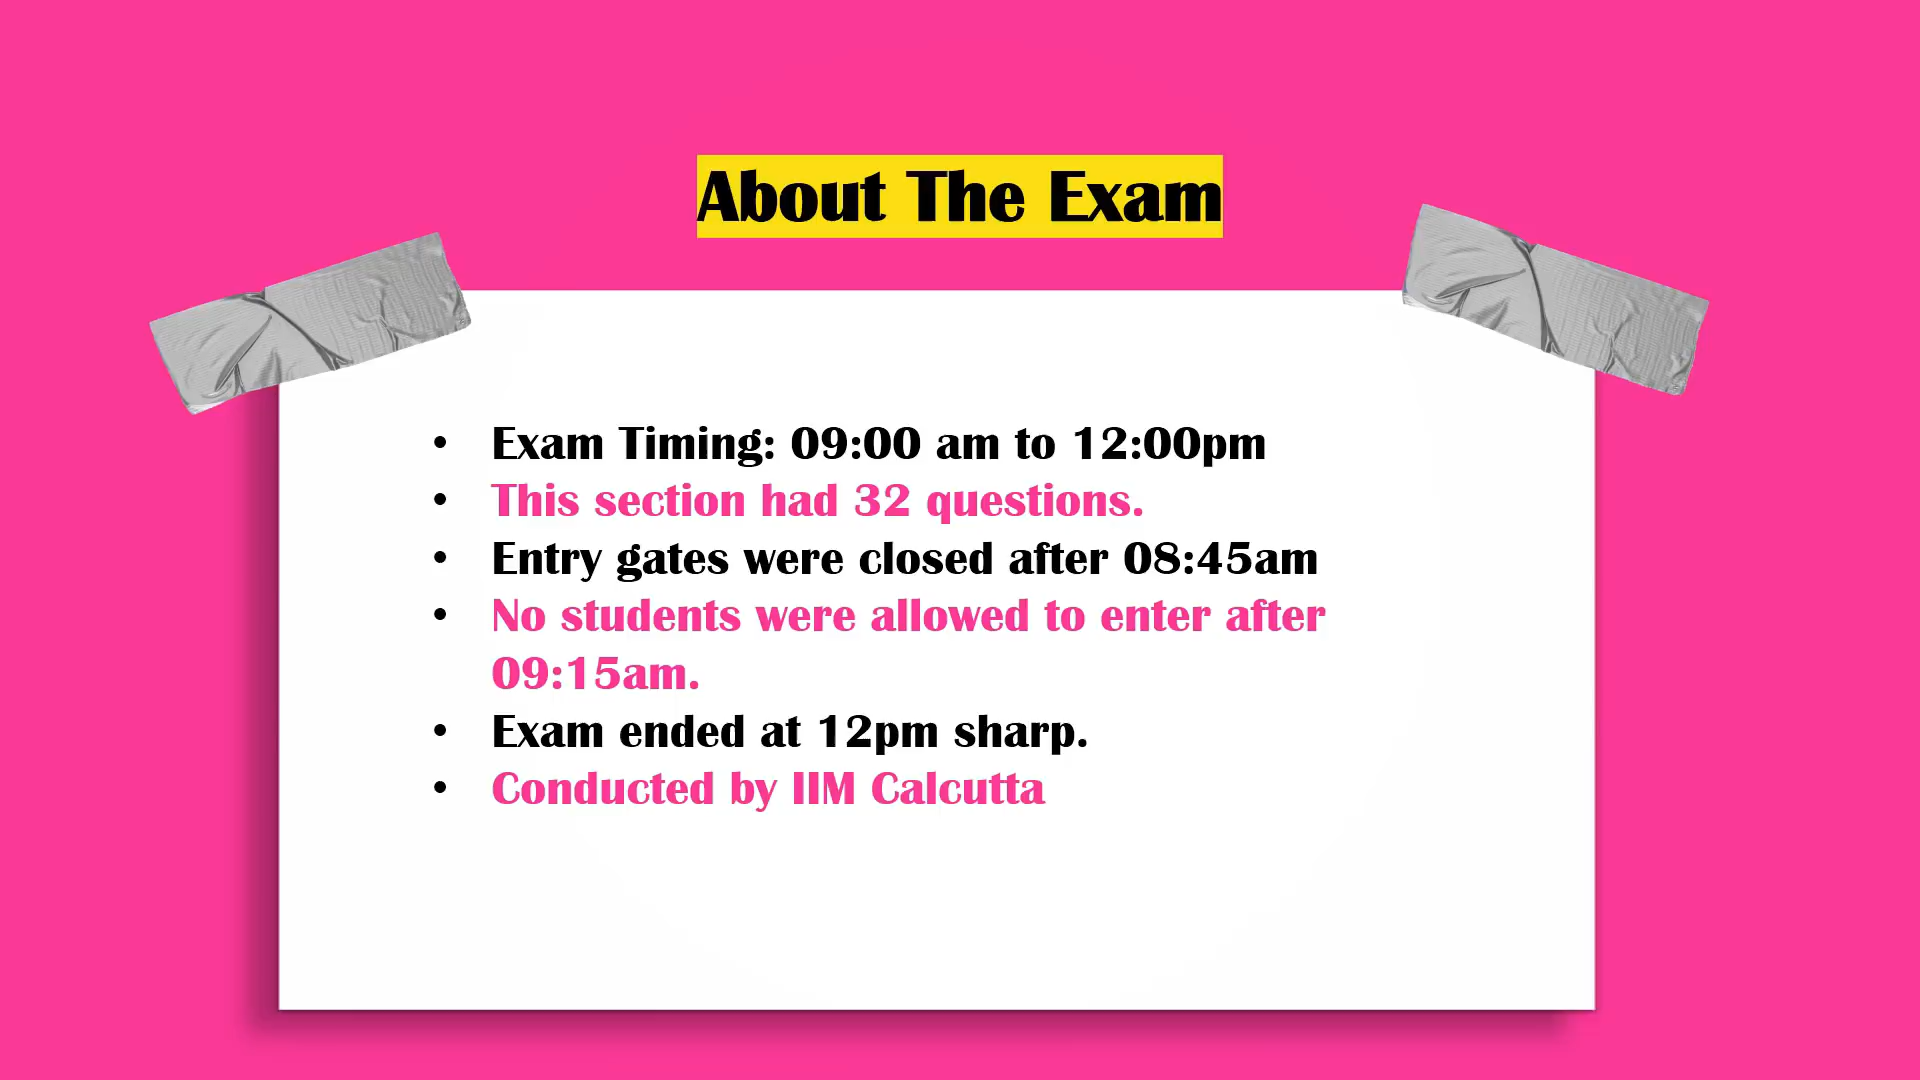 About The Exam
• Exam Timing: 09:00 am to 12:00pm
• This section had 32 questions.
• Entry gates were closed after 08:45am
• No students were allowed to enter after
09:15am.
• Exam ended at 12pm sharp.
• Conducted by IIM Calcutta